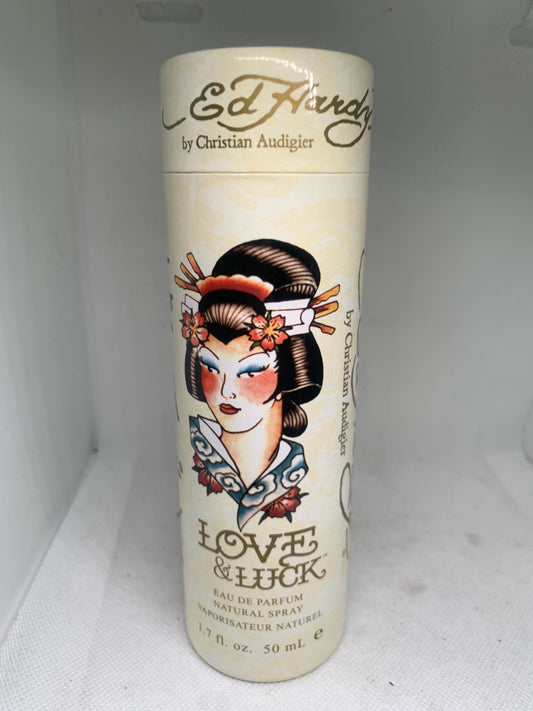 Ed Hardy
by Christian Audigier
by Christian Audigier
LOVE
& LUCK™
EAU DE PARFUM
NATURAL SPRAY
VAPORISATEUR NATUREL
1.7 fl. oz. 50 mL e